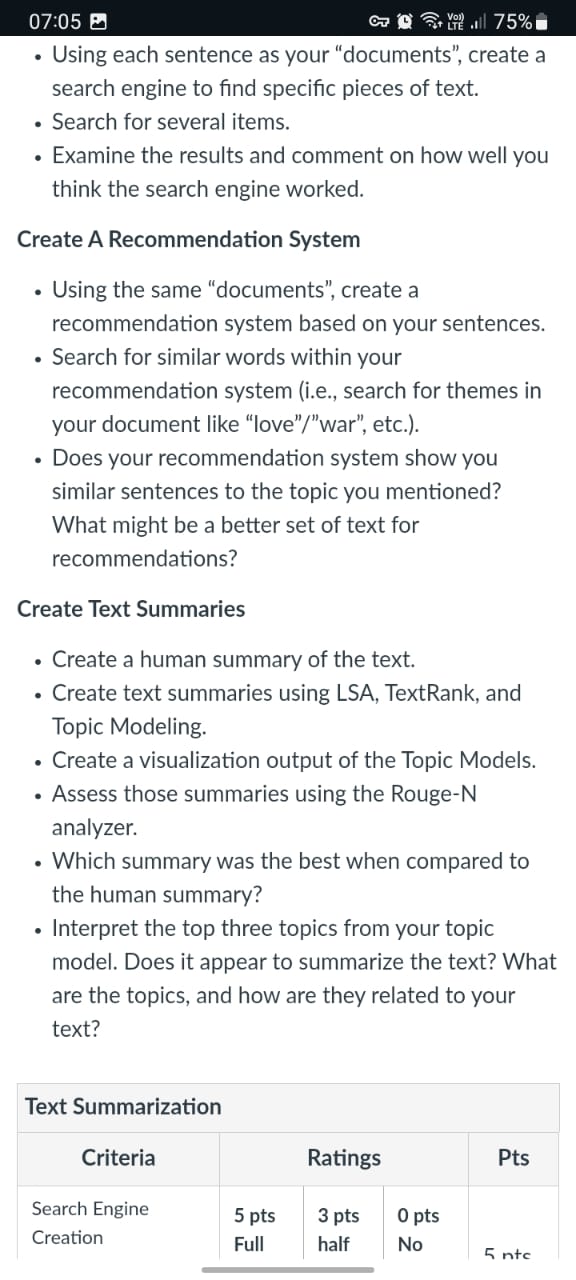 07:05 75%
Vo))
LTE
• Using each sentence as your “documents”, create a
search engine to find specific pieces of text.
• Search for several items.
• Examine the results and comment on how well you
think the search engine worked.
Create A Recommendation System
• Using the same “documents”, create a
recommendation system based on your sentences.
• Search for similar words within your
recommendation system (i.e., search for themes in
your document like “love”/”war”, etc.).
• Does your recommendation system show you
similar sentences to the topic you mentioned?
What might be a better set of text for
recommendations?
Create Text Summaries
• Create a human summary of the text.
• Create text summaries using LSA, TextRank, and
Topic Modeling.
• Create a visualization output of the Topic Models.
• Assess those summaries using the Rouge-N
analyzer.
• Which summary was the best when compared to
the human summary?
• Interpret the top three topics from your topic
model. Does it appear to summarize the text? What
are the topics, and how are they related to your
text?
Text Summarization
Criteria Ratings Pts
Search Engine
Creation
5 pts
Full
3 pts
half
0 pts
No
5 pts